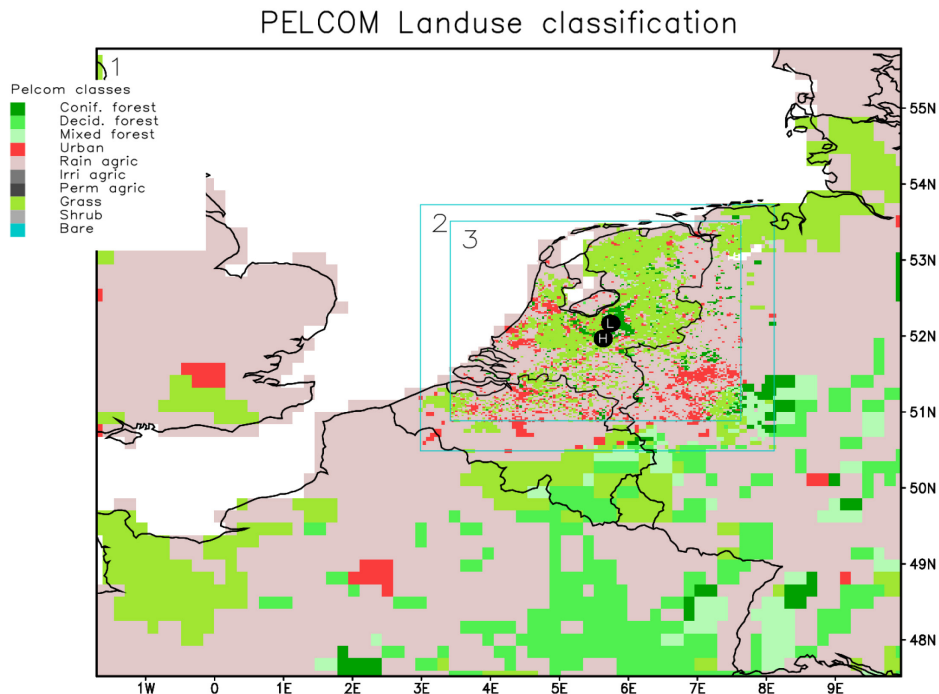 PELCOM Landuse classification
1
Pelcom classes
Conif. forest
Decid. forest
Mixed forest
Urban
Rain agric
Irri agric
Perm agric
Grass
Shrub
Bare
2
3
L
H
55N
54N
53N
52N
51N
50N
49N
48N
1W
0
1E
2E
3E
4E
5E
6E
7E
8E
9E